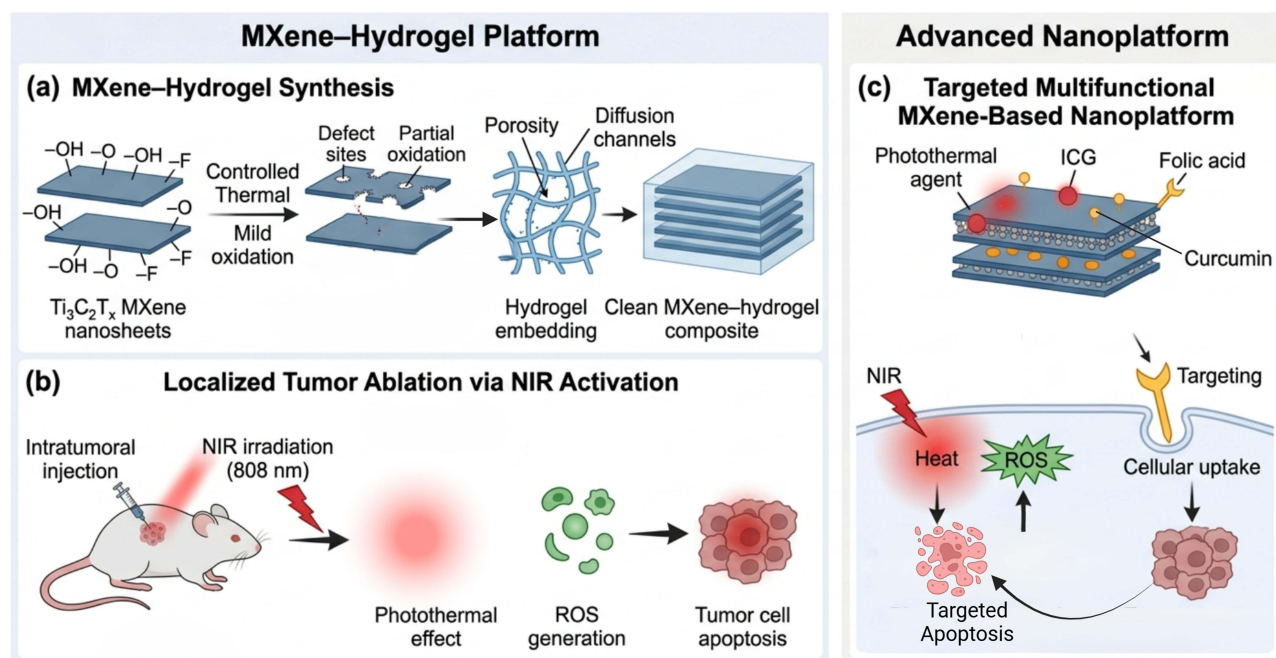 MXene–Hydrogel Platform
(a) MXene–Hydrogel Synthesis
–OH
–O
–OH
–F
–OH
–O
–OH
–O
–F
–F
Ti₃C₂Tₓ MXene
nanosheets
Controlled
Thermal
Mild
oxidation
Defect
sites
Partial
oxidation
Porosity
Diffusion
channels
Hydrogel
embedding
Clean MXene–hydrogel
composite
(b) Localized Tumor Ablation via NIR Activation
Intratumoral
injection
NIR irradiation
(808 nm)
Photothermal
effect
ROS
generation
Tumor cell
apoptosis
Advanced Nanoplatform
(c) Targeted Multifunctional
MXene-Based Nanoplatform
Photothermal
agent
ICG
Folic acid
Curcumin
NIR
Targeting
Heat
ROS
Cellular uptake
Targeted
Apoptosis